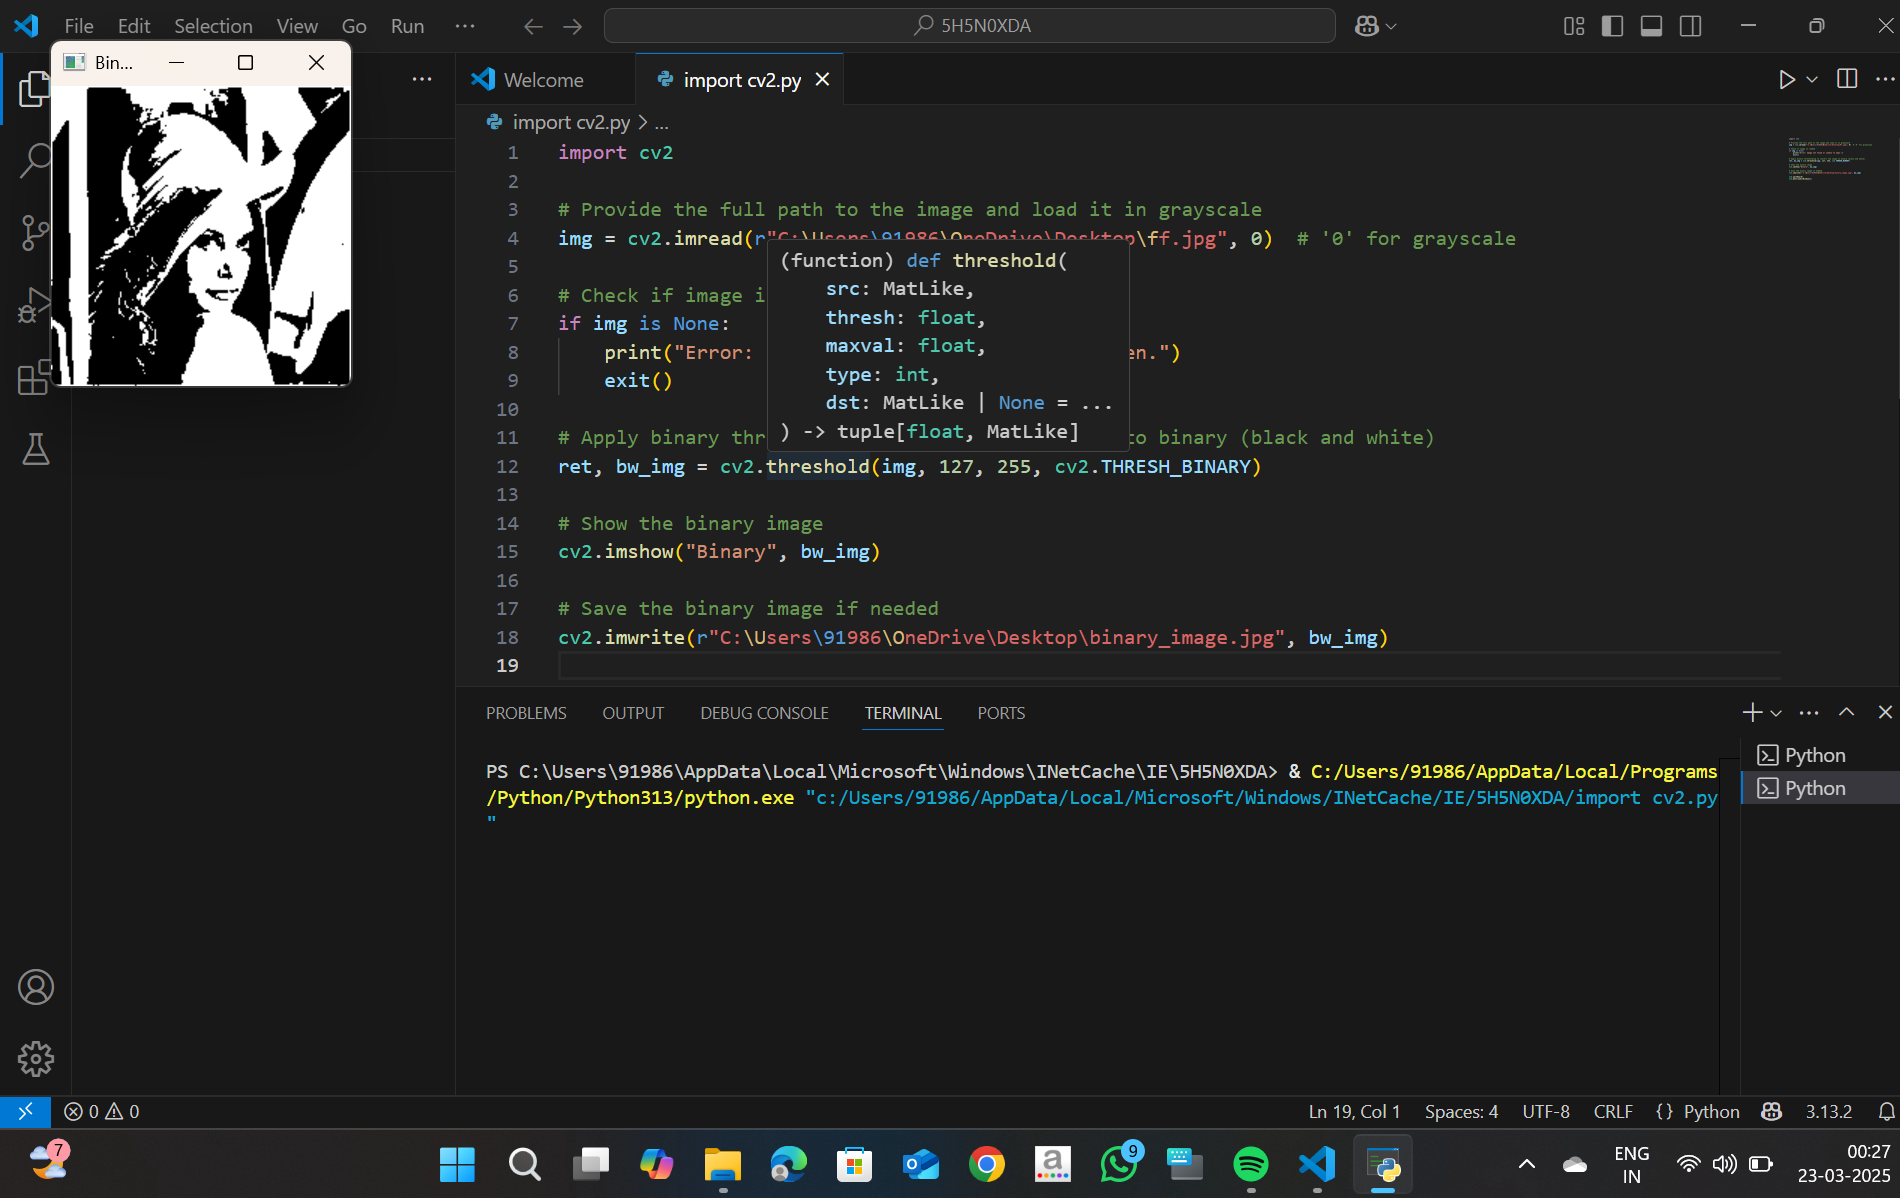 File Edit Selection View Go Run ...
5H5N0XDA
Bin...
Welcome
import cv2.py
import cv2.py > ...
1 import cv2
2
3 # Provide the full path to the image and load it in grayscale
4 img = cv2.imread(r"C:\Users\91986\OneDrive\Desktop\ff.jpg", 0)  # '0' for grayscale
(function) def threshold(
5
src: MatLike,
6 # Check if image i
thresh: float,
7 if img is None:
maxval: float,
8 print("Error: en.")
type: int,
9 exit()
dst: MatLike | None = ...
10
) -> tuple[float, MatLike]
11 # Apply binary thr to binary (black and white)
12 ret, bw_img = cv2.threshold(img, 127, 255, cv2.THRESH_BINARY)
13
14 # Show the binary image
15 cv2.imshow("Binary", bw_img)
16
17 # Save the binary image if needed
18 cv2.imwrite(r"C:\Users\91986\OneDrive\Desktop\binary_image.jpg", bw_img)
19
PROBLEMS OUTPUT DEBUG CONSOLE TERMINAL PORTS
Python
Python
PS C:\Users\91986\AppData\Local\Microsoft\Windows\INetCache\IE\5H5N0XDA> & C:/Users/91986/AppData/Local/Programs
/Python/Python313/python.exe "c:/Users/91986/AppData/Local/Microsoft/Windows/INetCache/IE/5H5N0XDA/import cv2.py
"
0 0
Ln 19, Col 1 Spaces: 4 UTF-8 CRLF {} Python 3.13.2
7
a
9
ENG
IN
00:27
23-03-2025